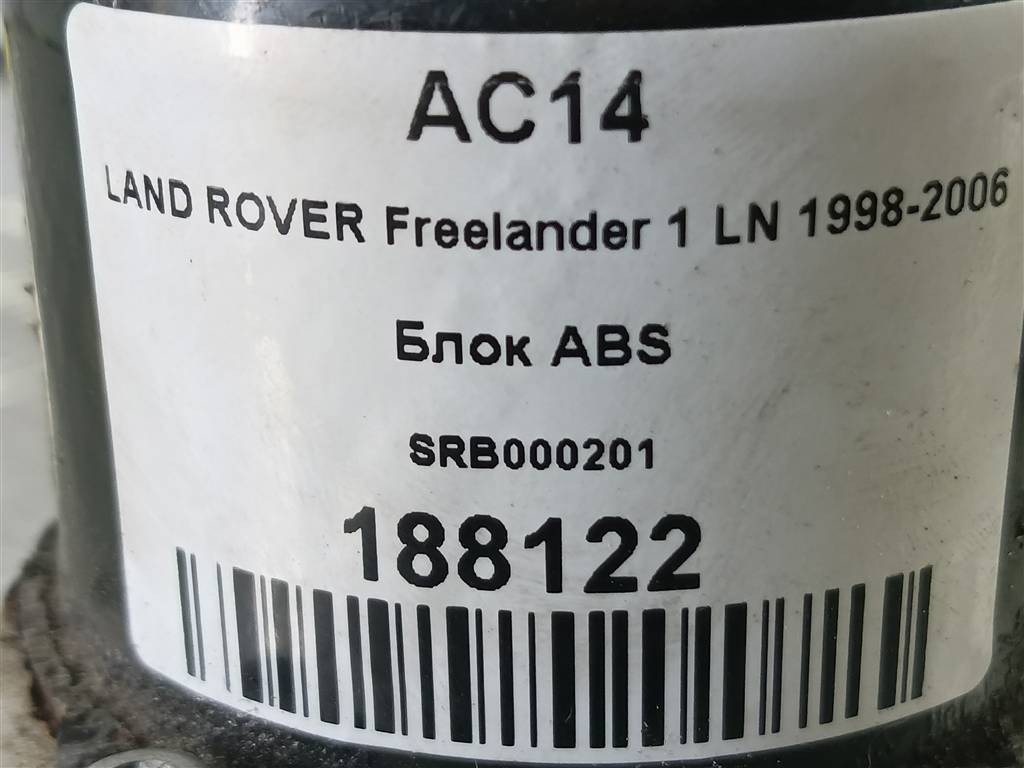 AC14
LAND ROVER Freelander 1 LN 1998-2006
Блок ABS
SRB000201
188122